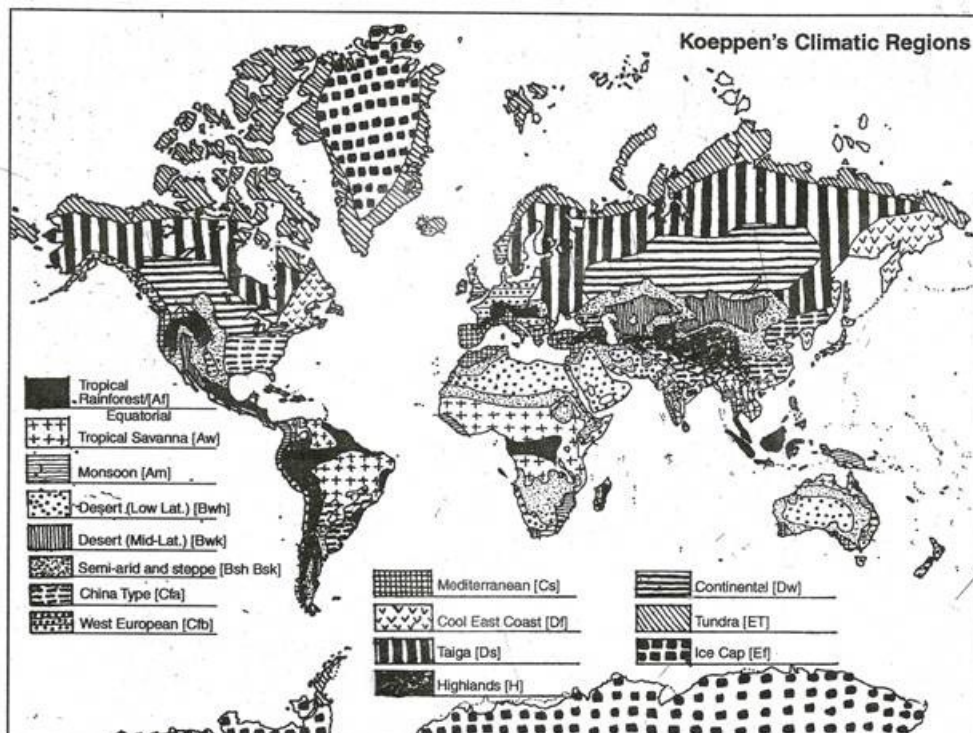 Koeppen's Climatic Regions
Tropical
Rainforest/[Af]
Equatorial
Tropical Savanna [Aw]
Monsoon [Am]
Desert (Low Lat.) [Bwh]
Desert (Mid-Lat.) [Bwk]
Semi-arid and steppe [Bsh Bsk]
China Type [Cfa]
West European [Cfb]
Mediterranean [Cs]
Cool East Coast [Df]
Taiga [Ds]
Highlands [H]
Continental [Dw]
Tundra [ET]
Ice Cap [Ef]